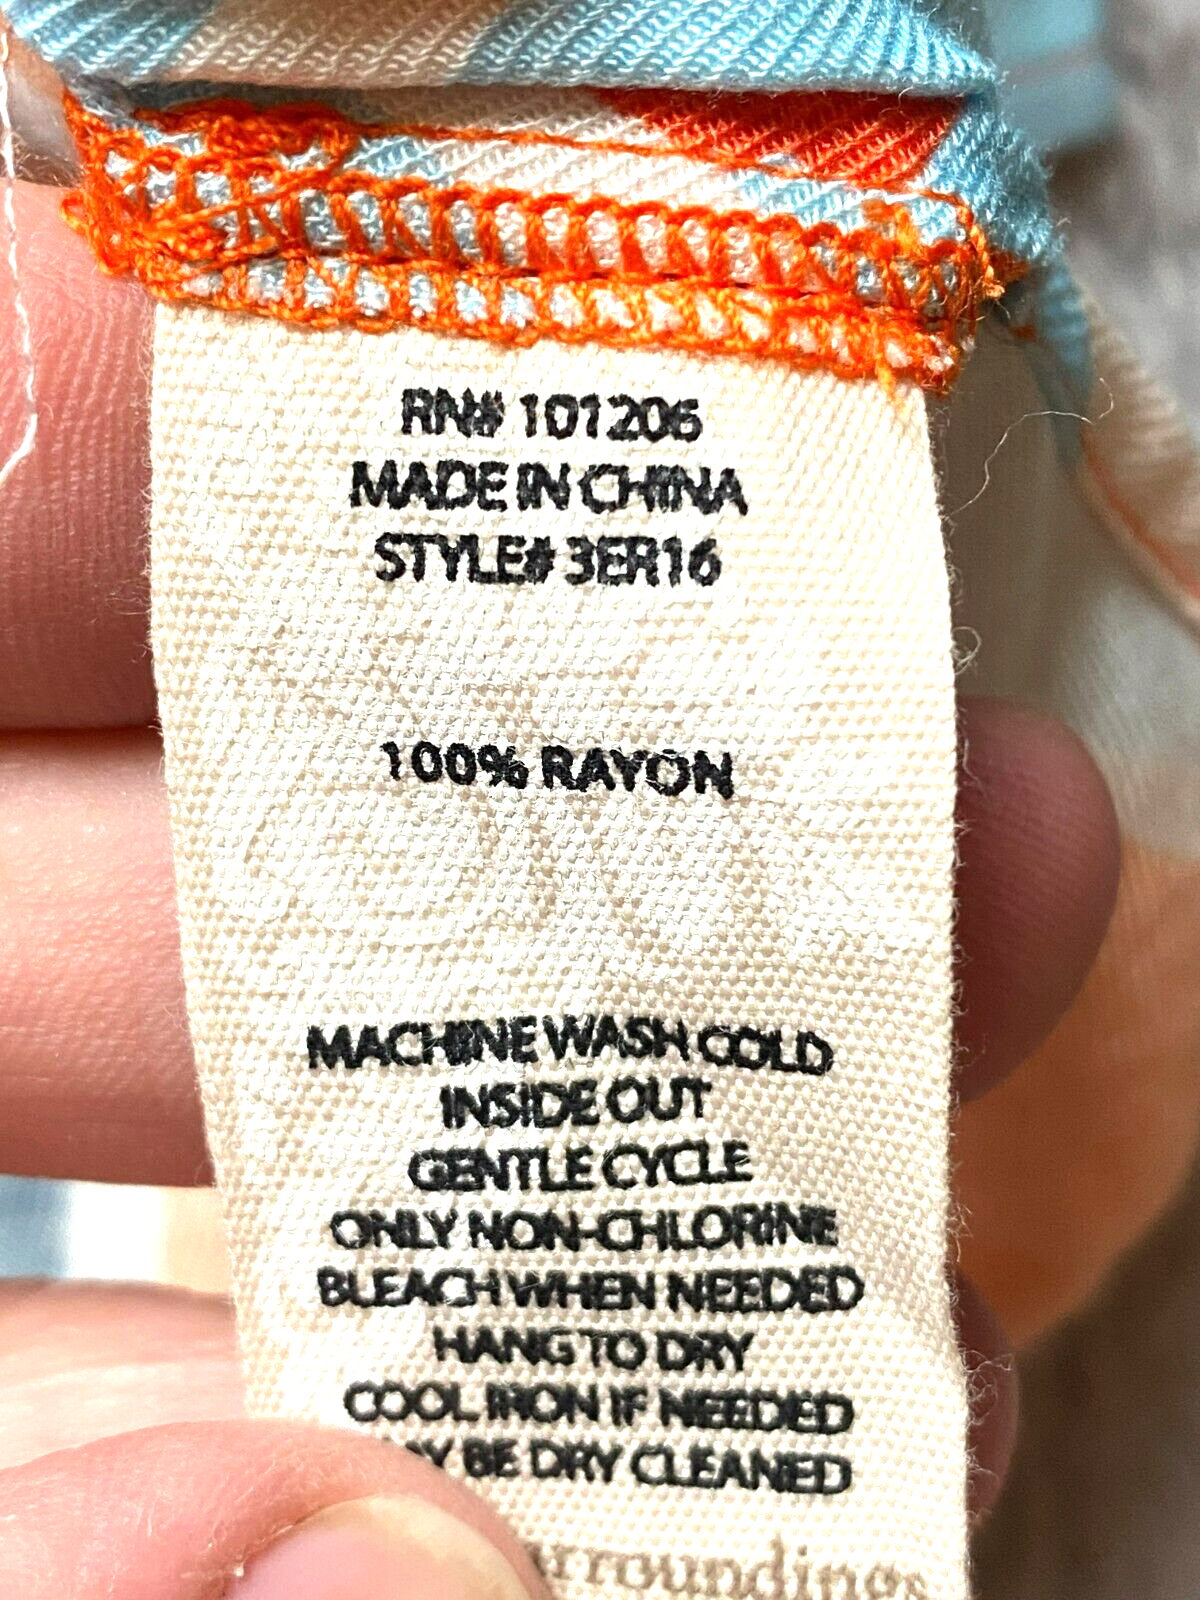 RN# 101206
MADE IN CHINA
STYLE# 3ER16
100% RAYON
MACHINE WASH COLD
INSIDE OUT
GENTLE CYCLE
ONLY NON-CHLORINE
BLEACH WHEN NEEDED
HANG TO DRY
COOL IRON IF NEEDED
BE DRY CLEANED